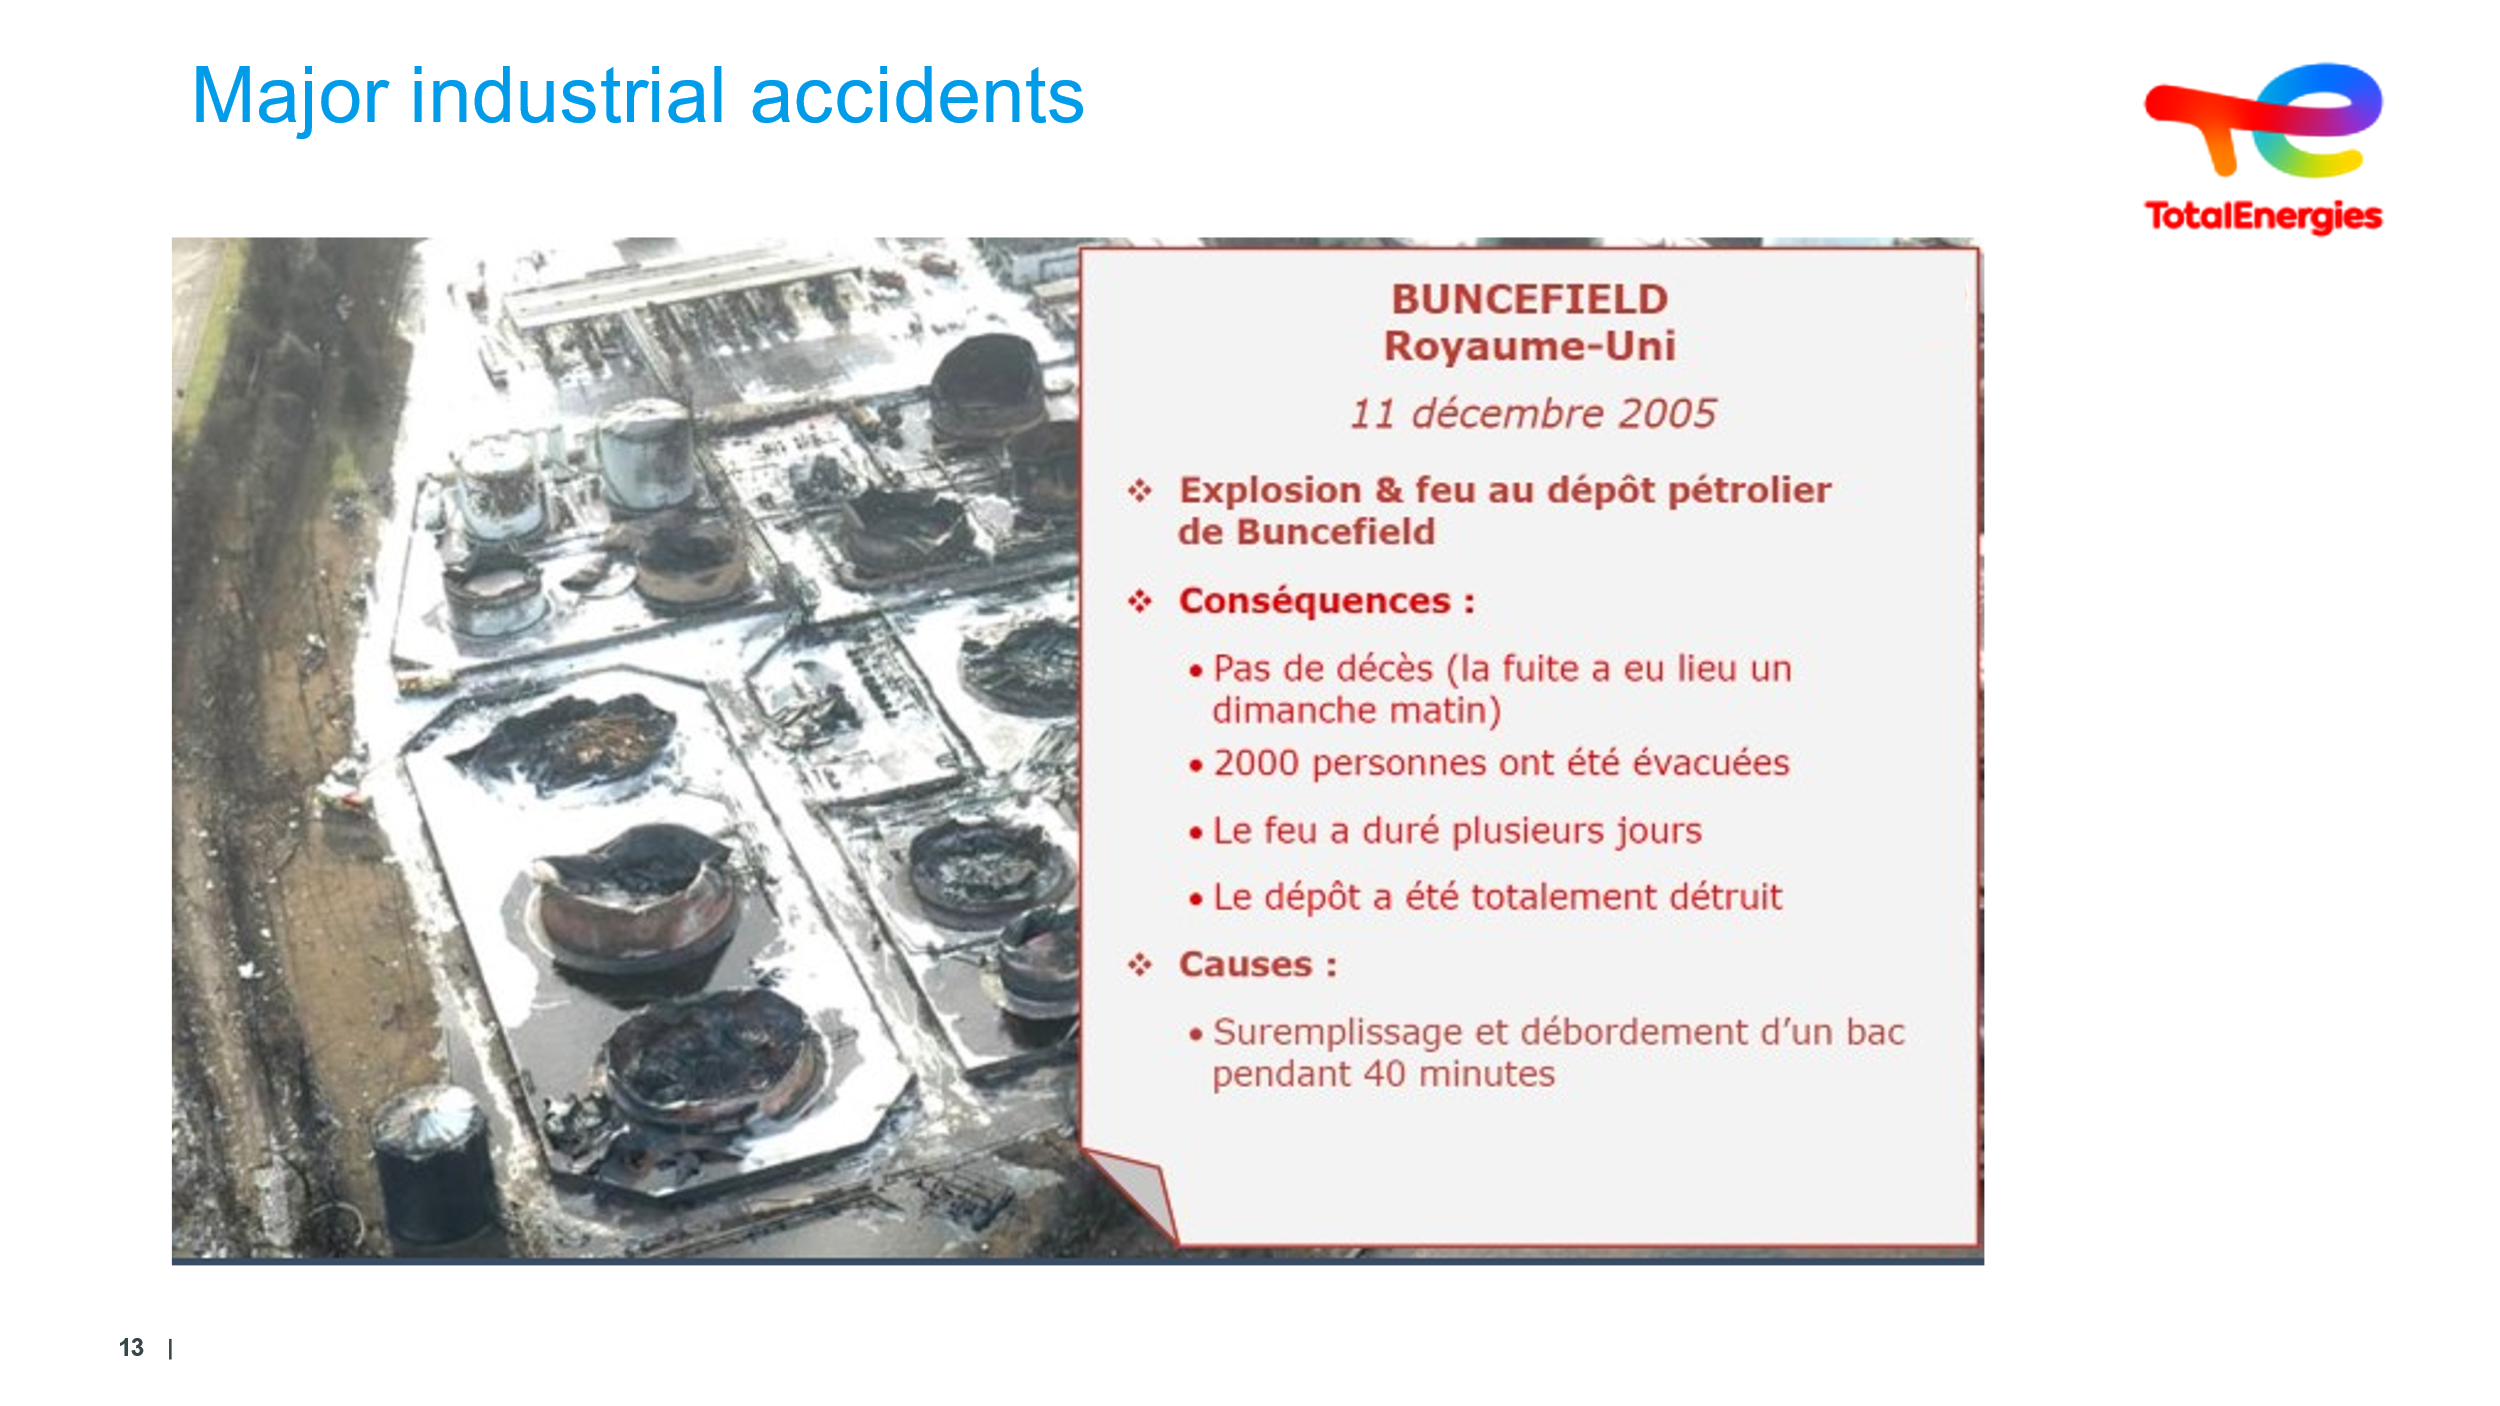 Major industrial accidents
TotalEnergies
BUNCEFIELD
Royaume-Uni
11 décembre 2005
❖ Explosion & feu au dépôt pétrolier
de Buncefield
❖ Conséquences :
• Pas de décès (la fuite a eu lieu un
dimanche matin)
• 2000 personnes ont été évacuées
• Le feu a duré plusieurs jours
• Le dépôt a été totalement détruit
❖ Causes :
• Suremplissage et débordement d’un bac
pendant 40 minutes
13 |